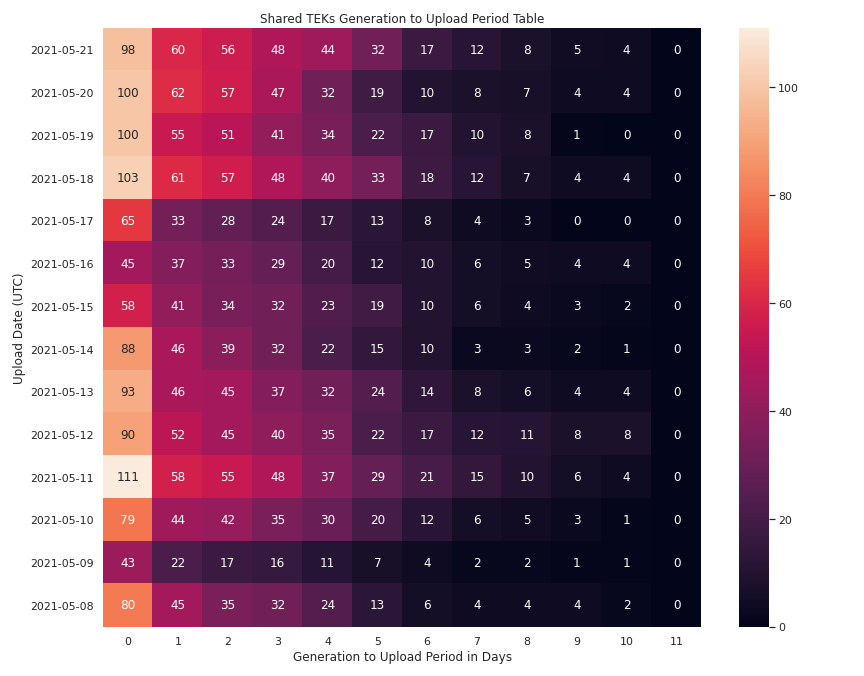 Shared TEKs Generation to Upload Period Table
Upload Date (UTC)
2021-05-21 98 60 56 48 44 32 17 12 8 5 4 0
2021-05-20 100 62 57 47 32 19 10 8 7 4 4 0
2021-05-19 100 55 51 41 34 22 17 10 8 1 0 0
2021-05-18 103 61 57 48 40 33 18 12 7 4 4 0
2021-05-17 65 33 28 24 17 13 8 4 3 0 0 0
2021-05-16 45 37 33 29 20 12 10 6 5 4 4 0
2021-05-15 58 41 34 32 23 19 10 6 4 3 2 0
2021-05-14 88 46 39 32 22 15 10 3 3 2 1 0
2021-05-13 93 46 45 37 32 24 14 8 6 4 4 0
2021-05-12 90 52 45 40 35 22 17 12 11 8 8 0
2021-05-11 111 58 55 48 37 29 21 15 10 6 4 0
2021-05-10 79 44 42 35 30 20 12 6 5 3 1 0
2021-05-09 43 22 17 16 11 7 4 2 2 1 1 0
2021-05-08 80 45 35 32 24 13 6 4 4 4 2 0
0 1 2 3 4 5 6 7 8 9 10 11
Generation to Upload Period in Days
100
80
60
40
20
0